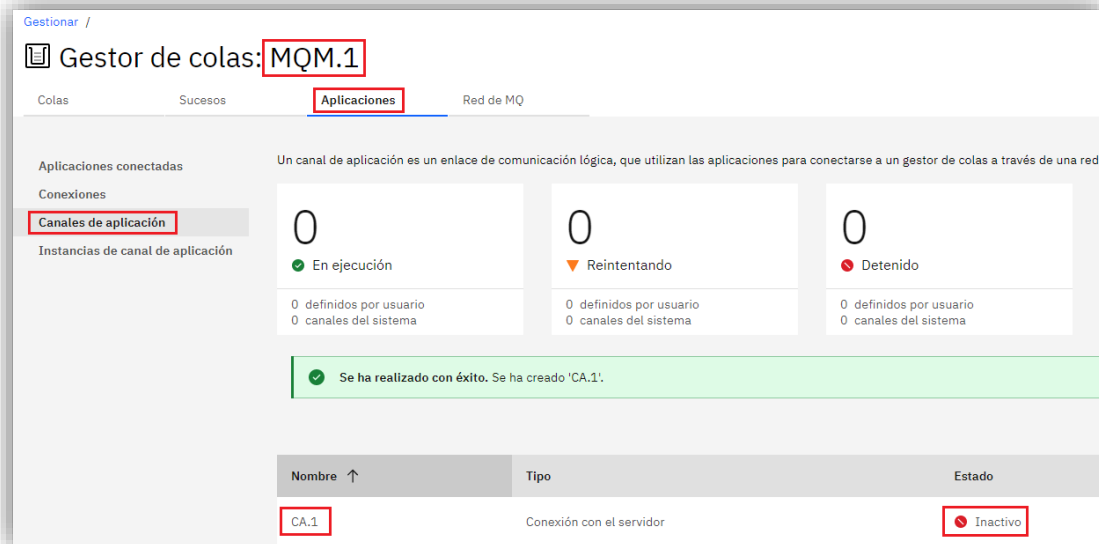 Gestionar /
Gestor de colas: MQM.1
Colas Sucesos Aplicaciones Red de MQ
Aplicaciones conectadas
Conexiones
Canales de aplicación
Instancias de canal de aplicación
Un canal de aplicación es un enlace de comunicación lógica, que utilizan las aplicaciones para conectarse a un gestor de colas a través de una red
0 0 0
En ejecución Reintentando Detenido
0 definidos por usuario 0 definidos por usuario 0 definidos por usuario
0 canales del sistema 0 canales del sistema 0 canales del sistema
Se ha realizado con éxito. Se ha creado 'CA.1'.
Nombre ↑ Tipo Estado
CA.1 Conexión con el servidor Inactivo